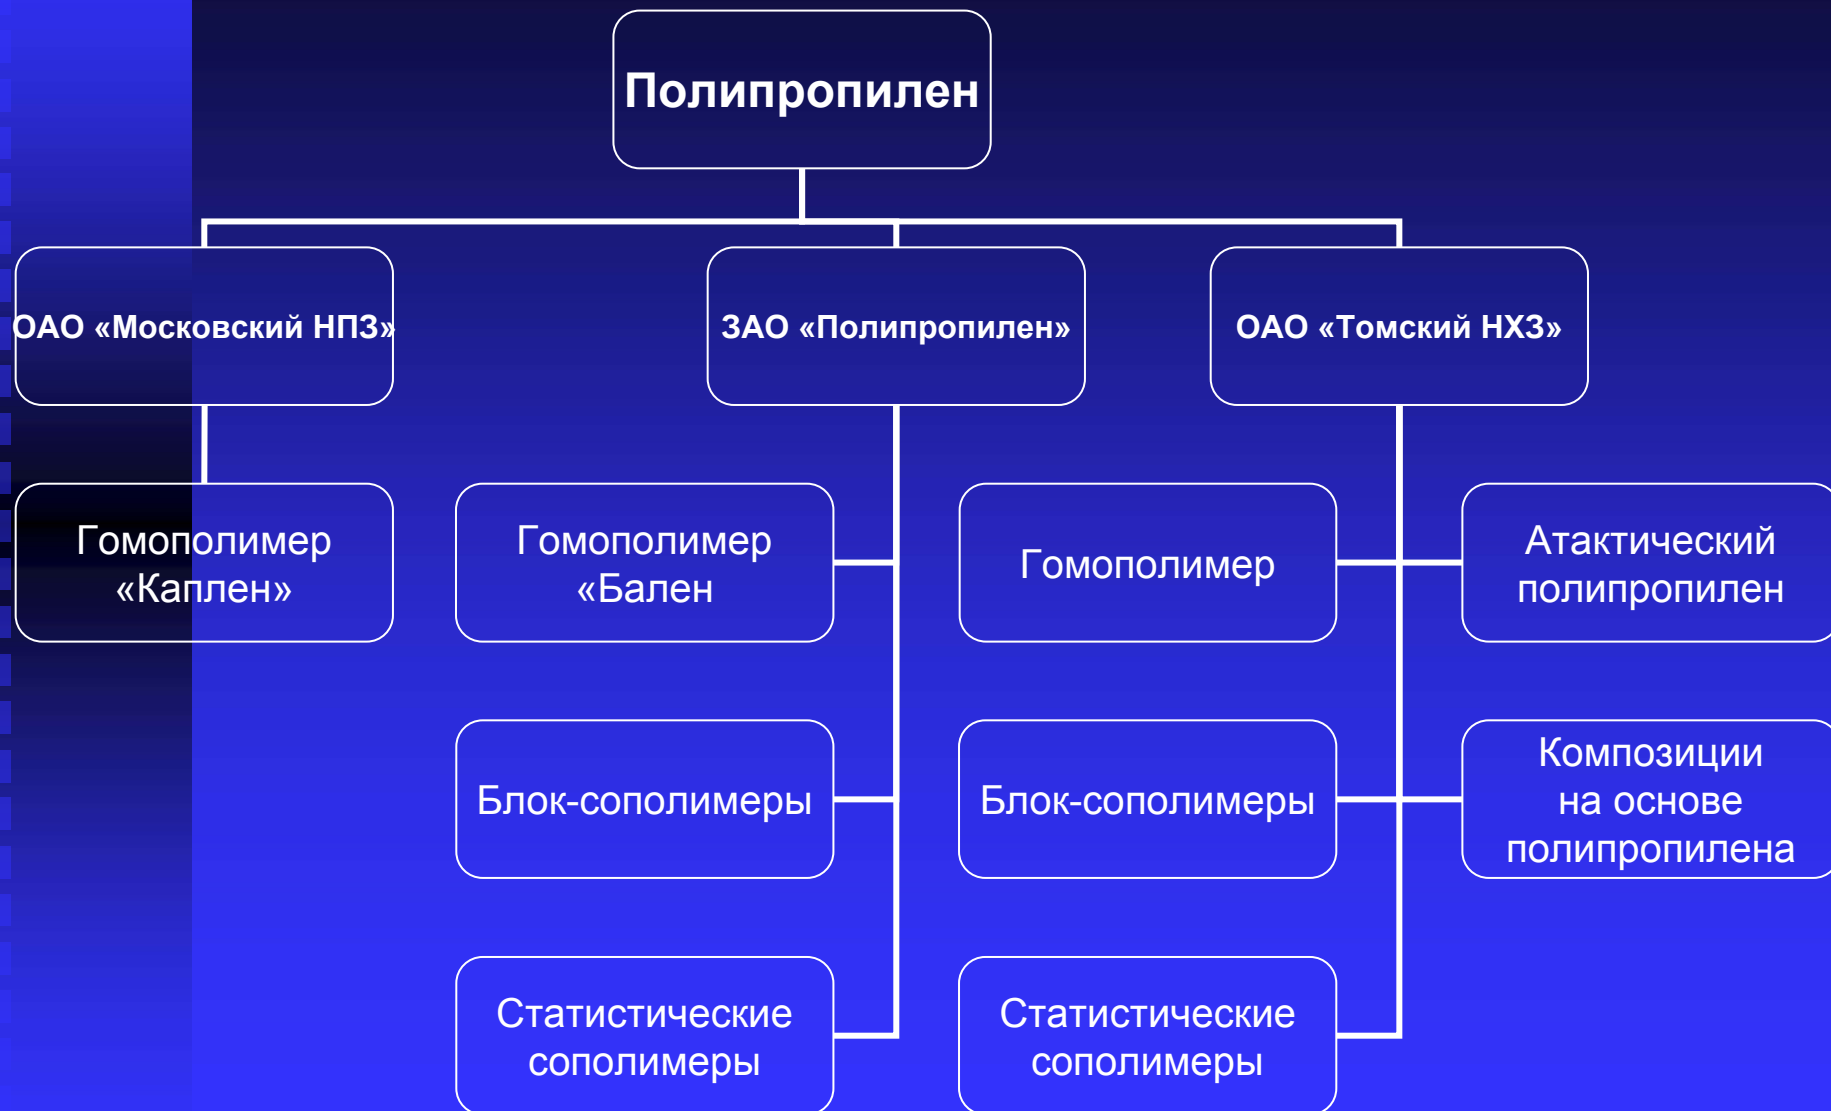 Полипропилен
ОАО «Московский НПЗ»
ЗАО «Полипропилен»
ОАО «Томский НХЗ»
Гомополимер
«Каплен»
Гомополимер
«Бален
Гомополимер
Атактический
полипропилен
Блок-сополимеры
Блок-сополимеры
Композиции
на основе
полипропилена
Статистические
сополимеры
Статистические
сополимеры